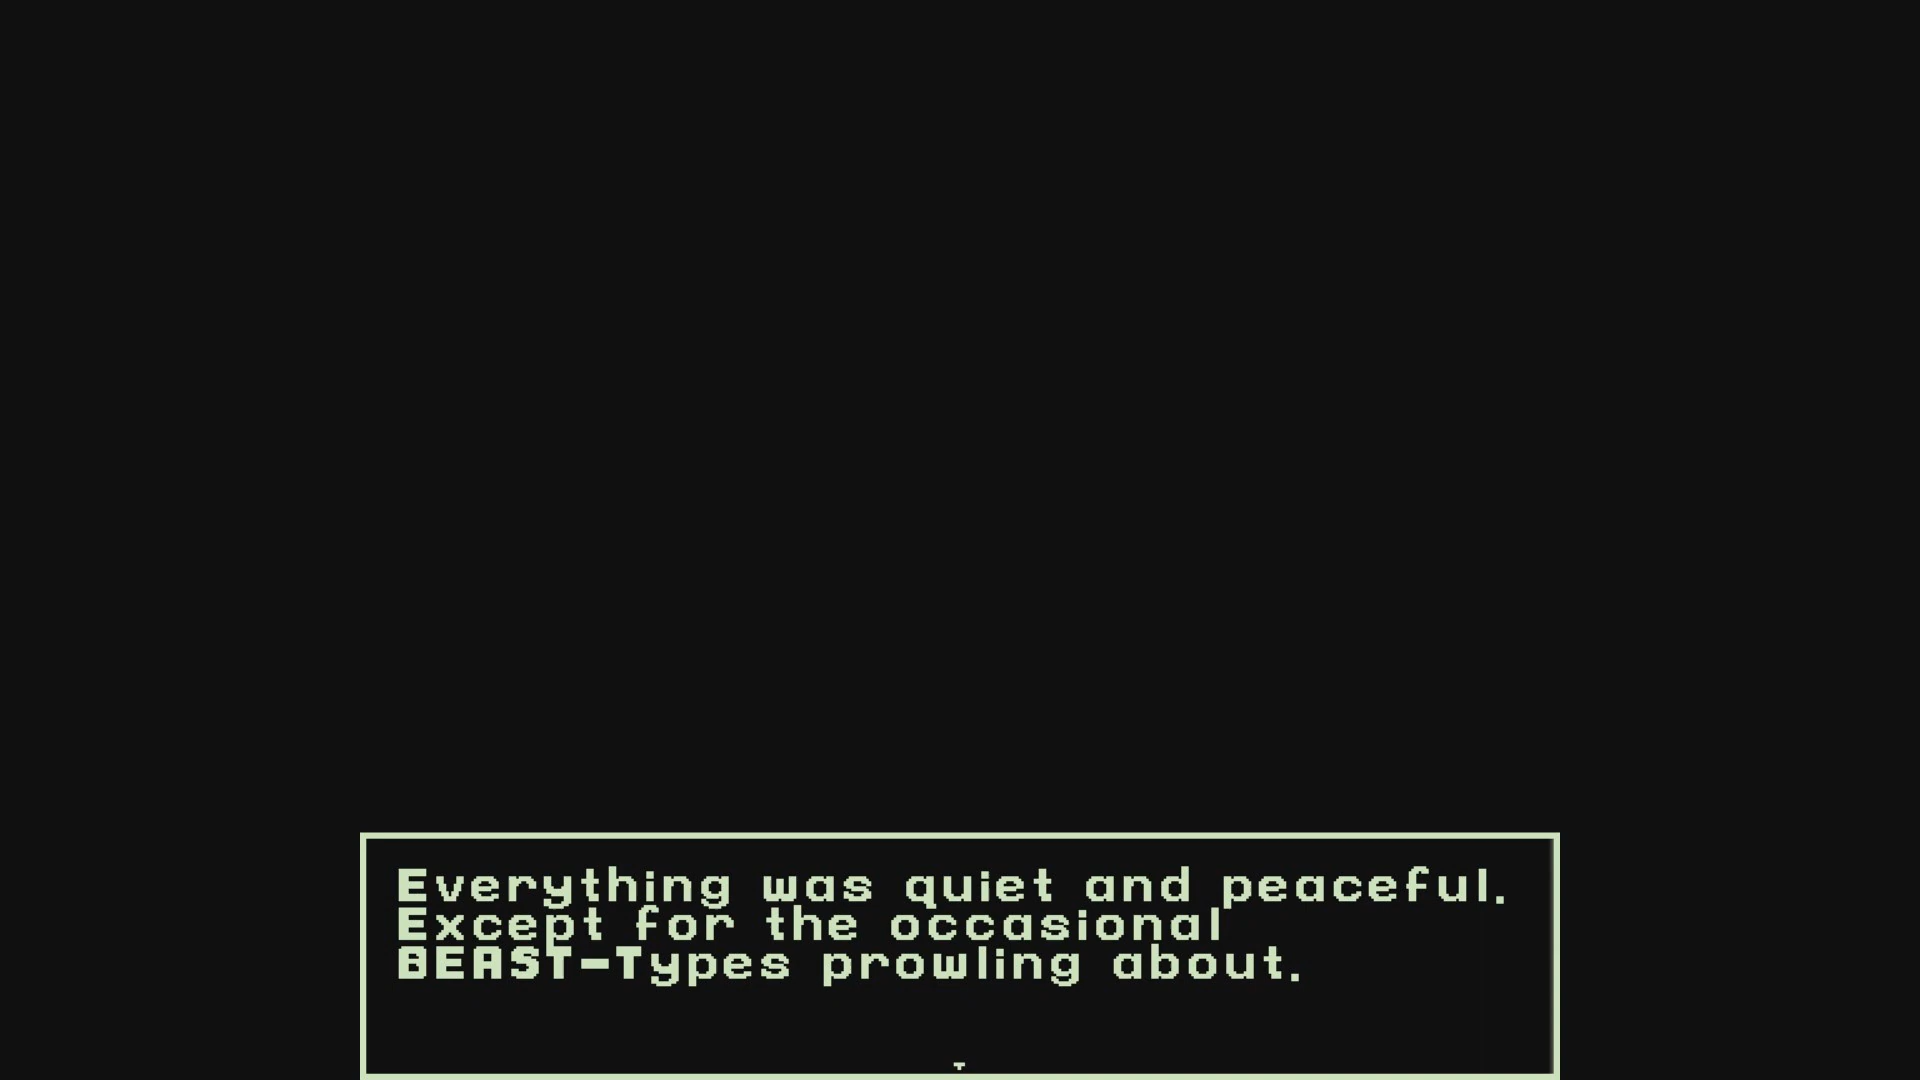 Everything was quiet and peaceful.
Except for the occasional
BEAST-Types prowling about.